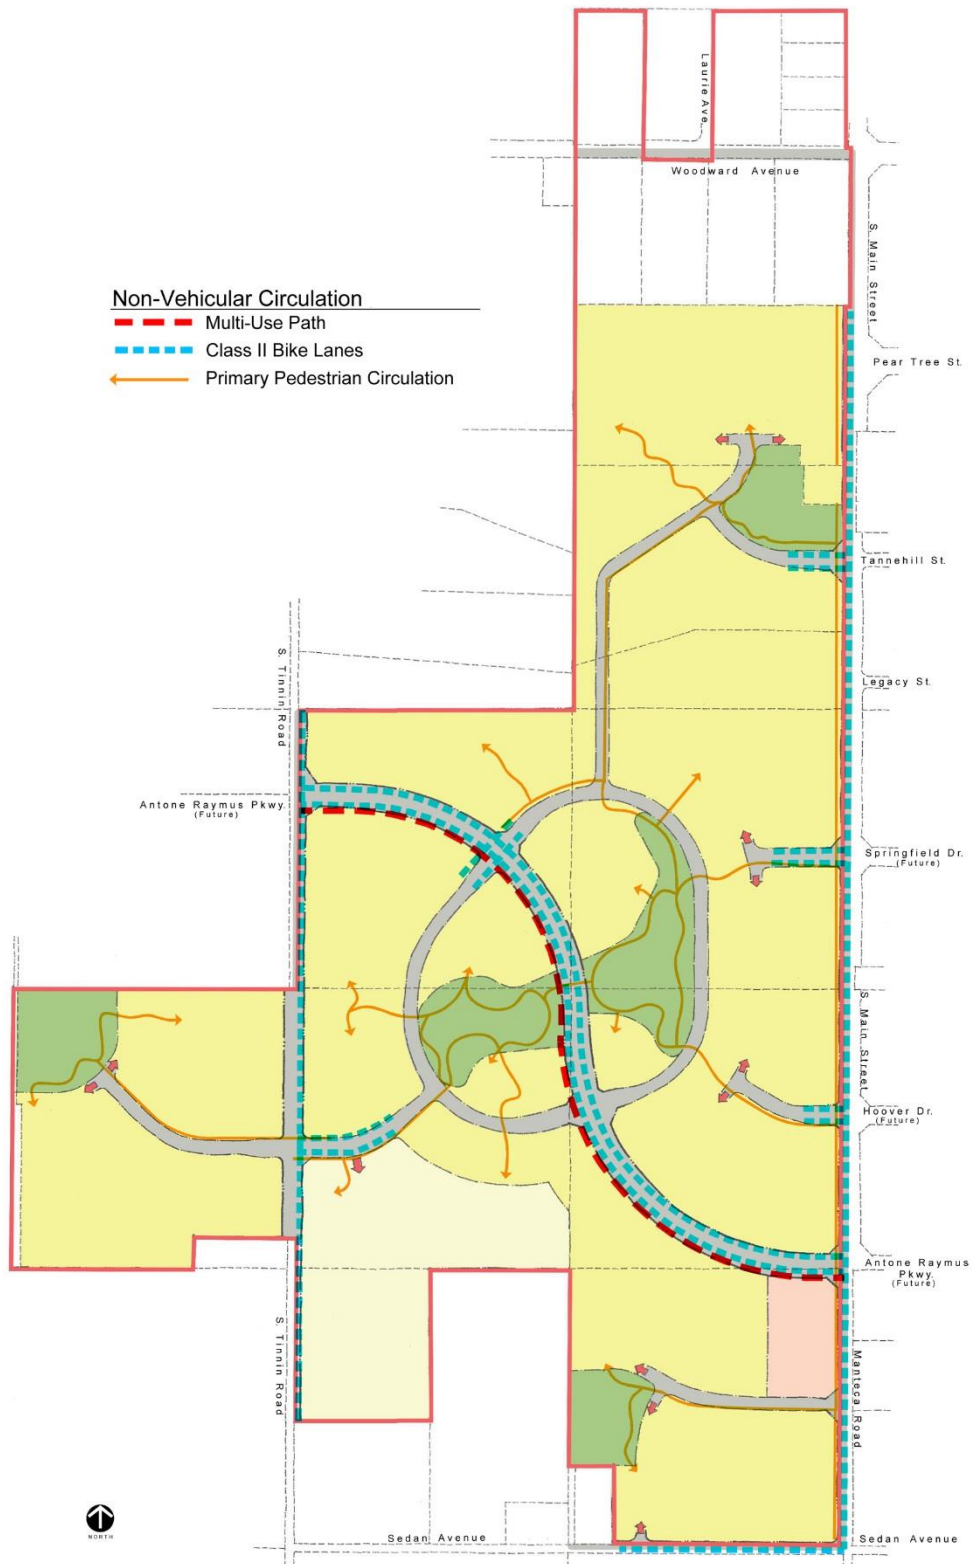 Laurie Ave.
Woodward Avenue
S. Main Street
Non-Vehicular Circulation
Multi-Use Path
Class II Bike Lanes
Primary Pedestrian Circulation
Pear Tree St.
Tannehill St.
S. Tinnin Road
Legacy St.
Antone Raymus Pkwy.
(Future)
Springfield Dr.
(Future)
S. Main Street
Hoover Dr.
(Future)
Antone Raymus
Pkwy.
(Future)
S. Tinnin Road
Manteca Road
NORTH
Sedan Avenue
Sedan Avenue